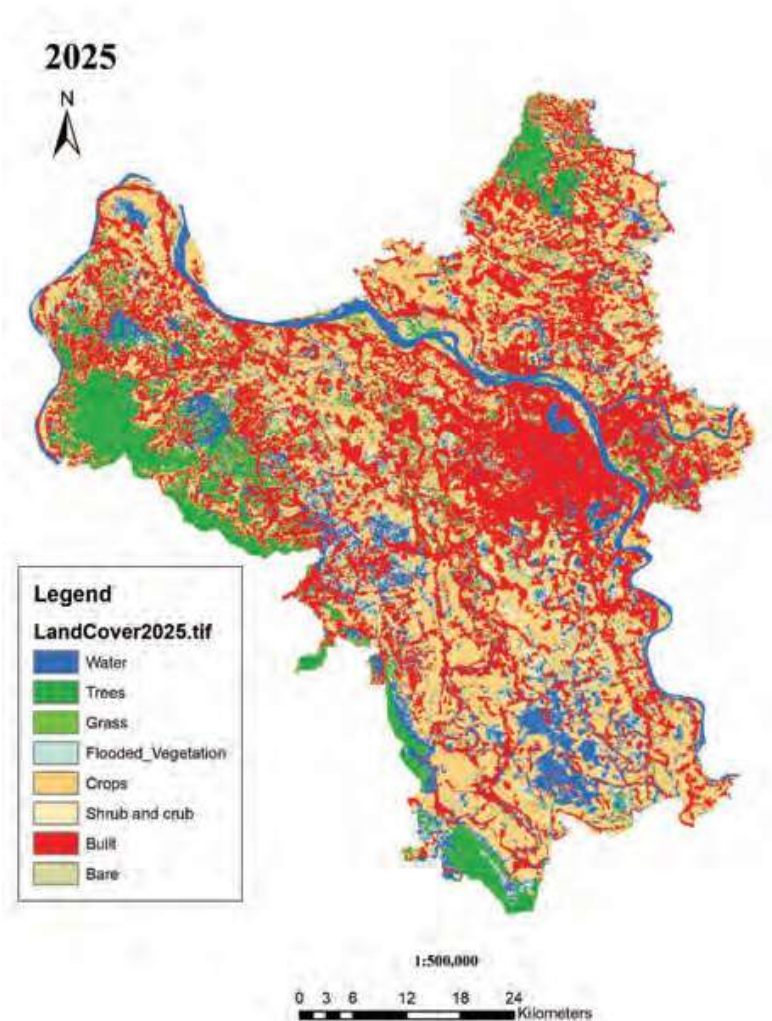 2025
N
Legend
LandCover2025.tif
Water
Trees
Grass
Flooded_Vegetation
Crops
Shrub and crub
Built
Bare
1:500,000
0 3 6 12 18 24
Kilometers